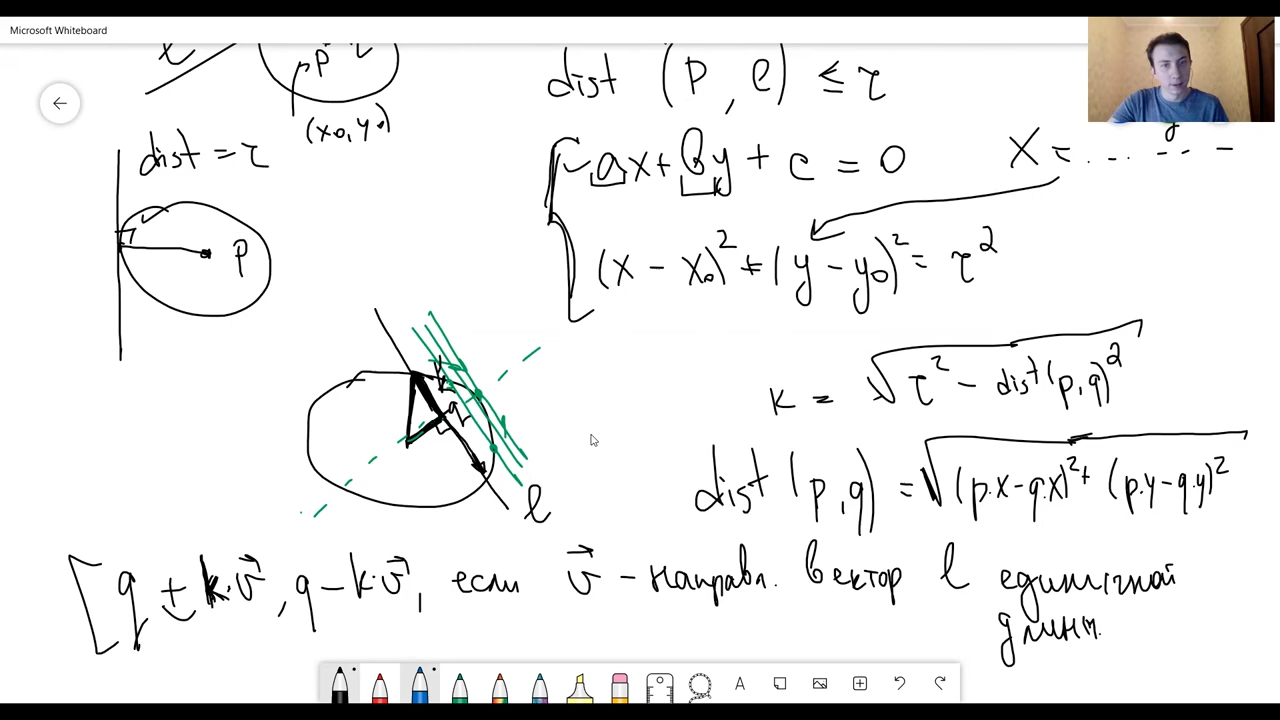 Microsoft Whiteboard
l
p r
(x₀, y₀)
dist (p, l) ≤ r
dist = r
p
ax + by + c = 0
x = ... -- -
(x - x₀)² + (y - y₀)² = r²
k
q
l
k = √(r² - dist(p,q)²)
dist (p, q) = √((p.x - q.x)² + (p.y - q.y)²)
[q + k·v⃗, q - k·v⃗, если v⃗ - направл. вектор l единичной
длины.
A